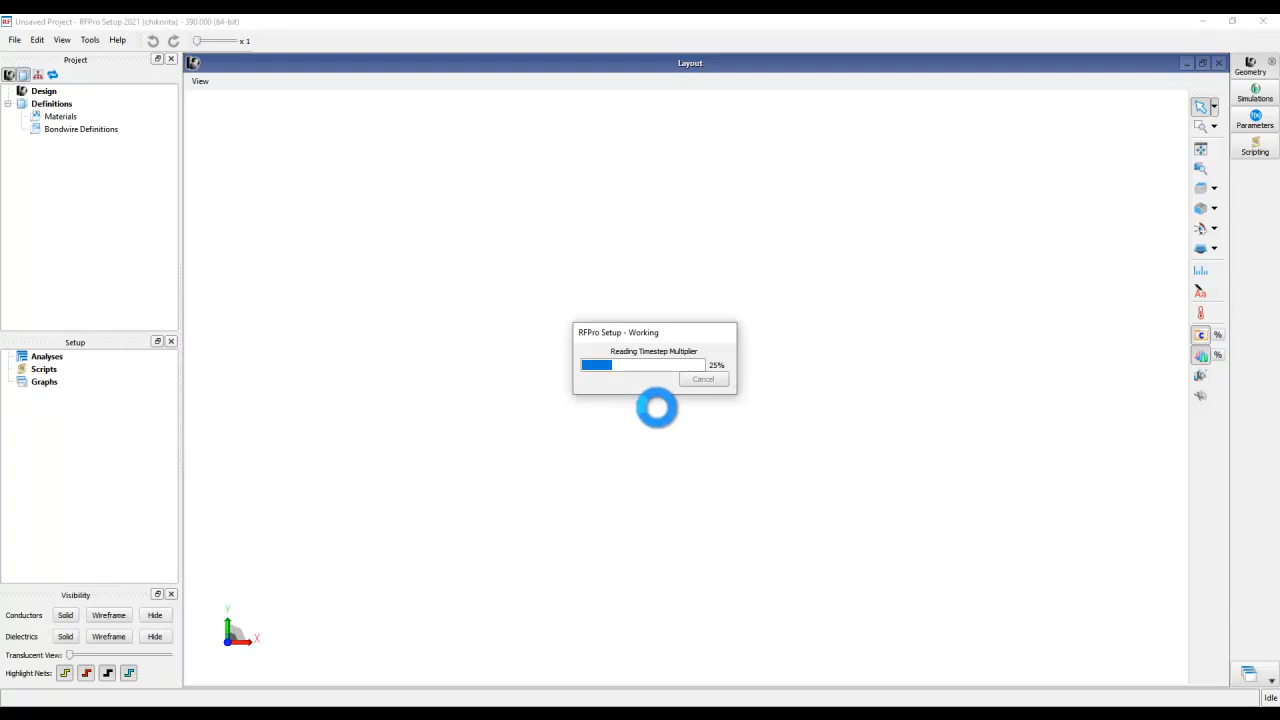 RF Unsaved Project - RFPro Setup 2021 (chikonta) - 390.000 (64-bit)
File Edit View Tools Help x 1
Project
Design
Definitions
Materials
Bondwire Definitions
Layout
View
Geometry
Simulations
f(x)
Parameters
Scripting
Aa
C %
%
RFPro Setup - Working
Reading Timestep Multiplier
25%
Cancel
Setup
Analyses
Scripts
Graphs
Visibility
Conductors Solid Wireframe Hide
Dielectrics Solid Wireframe Hide
Translucent View:
Highlight Nets:
Y
X
Idle